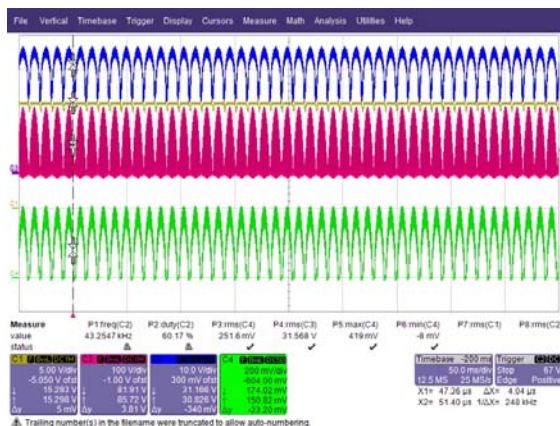 File Vertical Timebase Trigger Display Cursors Measure Math Analysis Utilities Help
Measure P1:freq(C2) P2:duty(C2) P3:rms(C4) P4:rms(C3) P5:max(C4) P6:min(C4) P7:rms(C1) P8:rms(C2)
value 43.2547 kHz 60.17 % 251.6 mV 31.568 V 419 mV -8 mV
status
C1 C4
5.00 V/div 100 V/div 10.0 V/div 200 mV/div Timebase -200 ms Trigger
-5.050 V ofst -1.00 V ofst 300 mV ofst -604.00 mV 50.0 ms/div Stop 67 V
15.293 V 81.91 V 31.166 V 174.02 mV 12.5 MS 25 MS/s Edge Positive
15.298 V 85.72 V 30.826 V 150.82 mV X1= 47.36 µs ΔX= 4.04 µs
Δy 5 mV Δy 3.81 V Δy -340 mV Δy -23.20 mV X2= 51.40 µs 1/ΔX= 248 kHz
Trailing number(s) in the filename were truncated to allow auto-numbering.